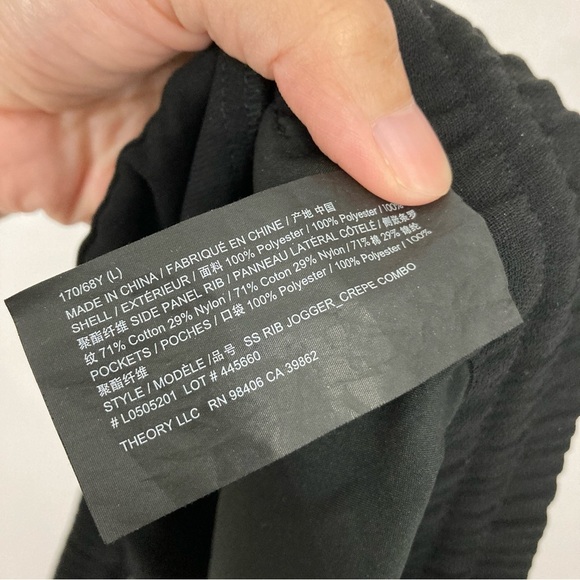 170/68Y (L)
MADE IN CHINA / FABRIQUÉ EN CHINE / 产地 中国
SHELL / EXTÉRIEUR / 面料 100% Polyester / 100% Polyester / 100%
聚酯纤维 SIDE PANEL RIB / PANNEAU LATÉRAL CÔTELÉ / 侧嵌条罗
纹 71% Cotton 29% Nylon / 71% Coton 29% Nylon / 71% 棉 29% 锦纶
POCKETS / POCHES / 口袋 100% Polyester / 100% Polyester / 100%
聚酯纤维
STYLE / MODÈLE / 品号 SS RIB JOGGER_CREPE COMBO
# L0505201 LOT # 445660
THEORY LLC RN 98406 CA 39862